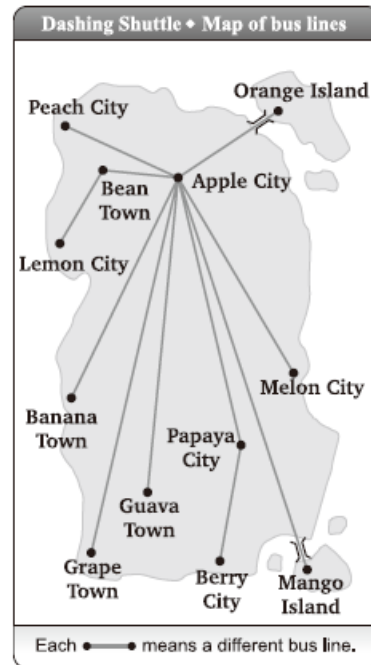 Dashing Shuttle ◆ Map of bus lines
Orange Island
Peach City
Apple City
Bean
Town
Lemon City
Melon City
Banana
Town
Papaya
City
Guava
Town
Grape
Town
Berry
City
Mango
Island
Each ●—● means a different bus line.